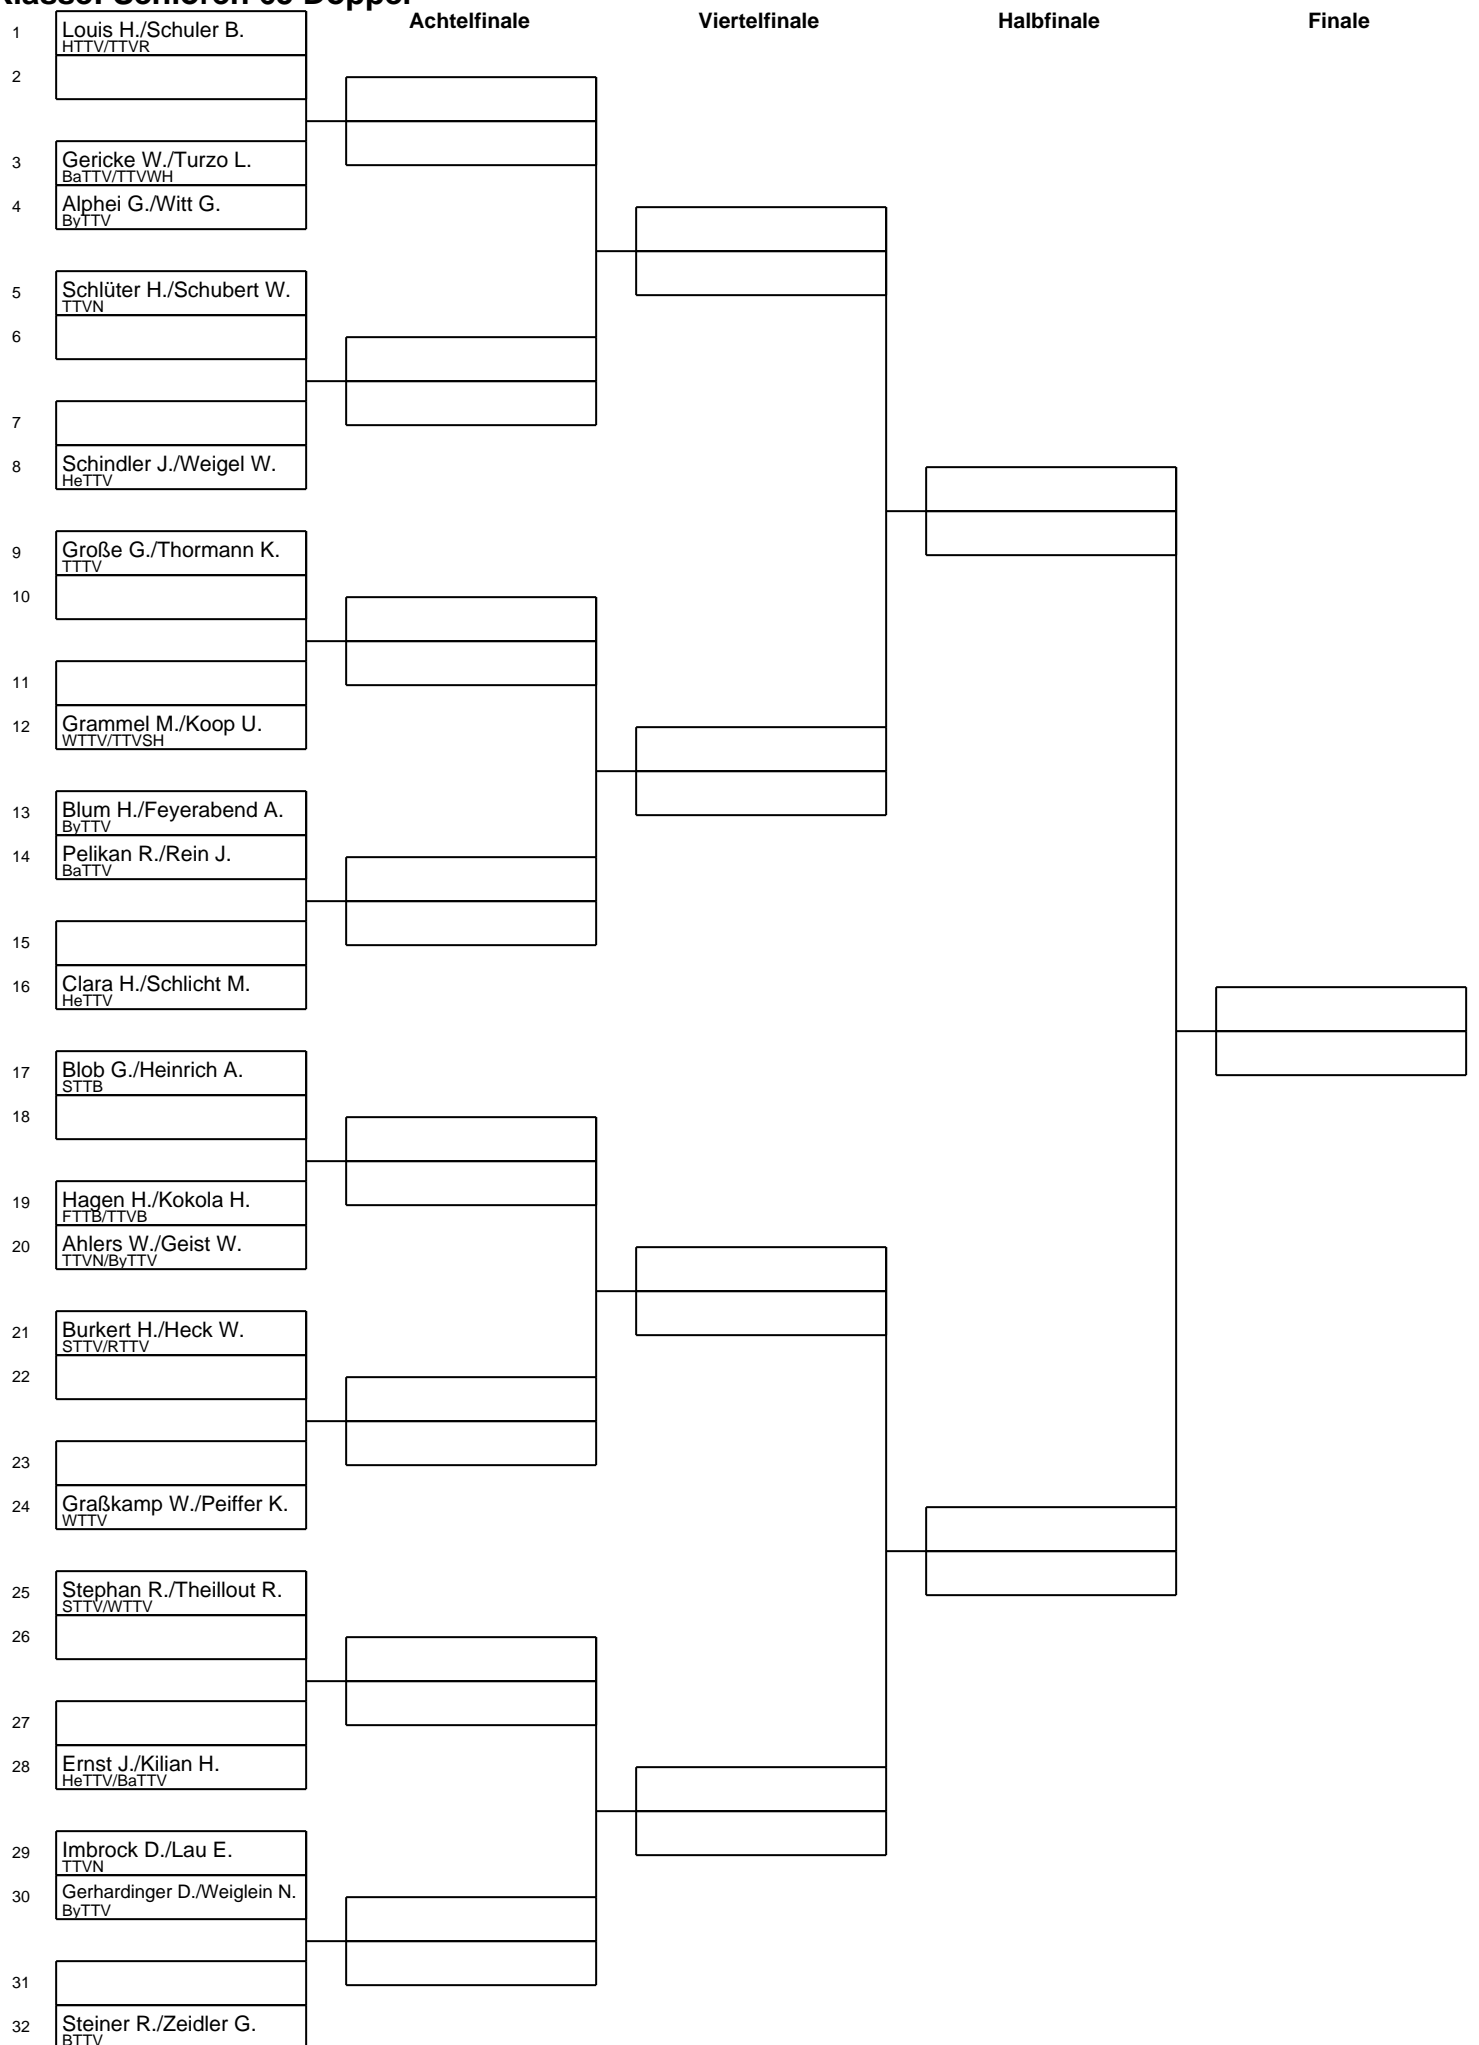 Achtelfinale
Viertelfinale
Halbfinale
Finale
1
Louis H./Schuler B.
HTTV/TTVR
2
3
Gericke W./Turzo L.
BaTTV/TTVWH
4
Alphei G./Witt G.
ByTTV
5
Schlüter H./Schubert W.
TTVN
6
7
8
Schindler J./Weigel W.
HeTTV
9
Große G./Thormann K.
TTTV
10
11
12
Grammel M./Koop U.
WTTV/TTVSH
13
Blum H./Feyerabend A.
ByTTV
14
Pelikan R./Rein J.
BaTTV
15
16
Clara H./Schlicht M.
HeTTV
17
Blob G./Heinrich A.
STTB
18
19
Hagen H./Kokola H.
FTTB/TTVB
20
Ahlers W./Geist W.
TTVN/ByTTV
21
Burkert H./Heck W.
STTV/RTTV
22
23
24
Graßkamp W./Peiffer K.
WTTV
25
Stephan R./Theillout R.
STTV/WTTV
26
27
28
Ernst J./Kilian H.
HeTTV/BaTTV
29
Imbrock D./Lau E.
TTVN
30
Gerhardinger D./Weiglein N.
ByTTV
31
32
Steiner R./Zeidler G.
BTTV